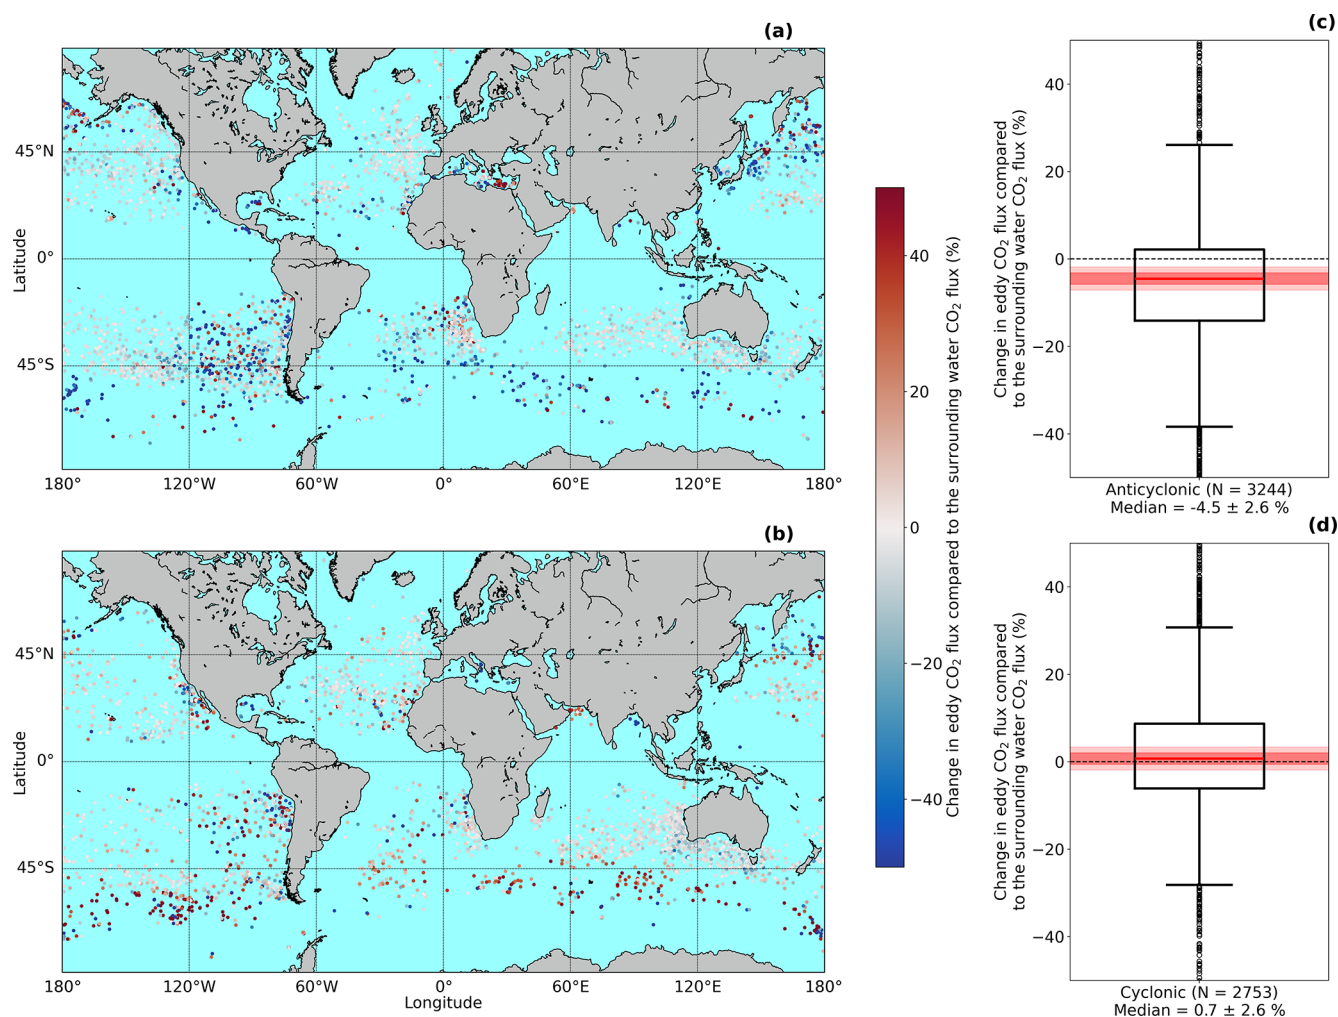 (a)
45°N
0°
45°S
Latitude
180°
120°W
60°W
0°
60°E
120°E
180°
(b)
45°N
0°
45°S
Latitude
180°
120°W
60°W
0°
60°E
120°E
180°
Longitude
40
20
0
−20
−40
Change in eddy CO₂ flux compared to the surrounding water CO₂ flux (%)
(c)
40
20
0
−20
−40
Change in eddy CO₂ flux compared
to the surrounding water CO₂ flux (%)
Anticyclonic (N = 3244)
Median = -4.5 ± 2.6 %
(d)
40
20
0
−20
−40
Change in eddy CO₂ flux compared
to the surrounding water CO₂ flux (%)
Cyclonic (N = 2753)
Median = 0.7 ± 2.6 %